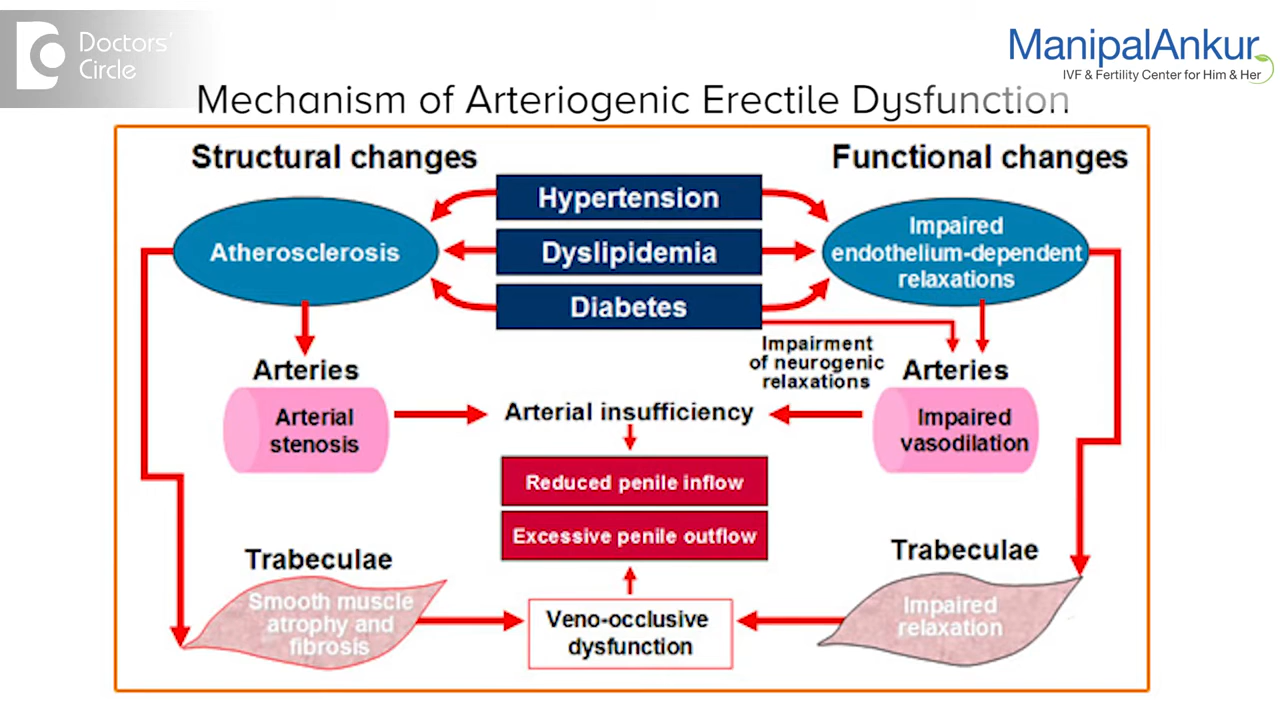 Doctors'
Circle
ManipalAnkur
IVF & Fertility Center for Him & Her
Mechanism of Arteriogenic Erectile Dysfunction
Structural changes
Functional changes
Hypertension
Dyslipidemia
Diabetes
Atherosclerosis
Impaired
endothelium-dependent
relaxations
Impairment
of neurogenic
relaxations
Arteries
Arterial
stenosis
Arterial insufficiency
Arteries
Impaired
vasodilation
Reduced penile inflow
Excessive penile outflow
Trabeculae
Smooth muscle
atrophy and
fibrosis
Veno-occlusive
dysfunction
Trabeculae
Impaired
relaxation